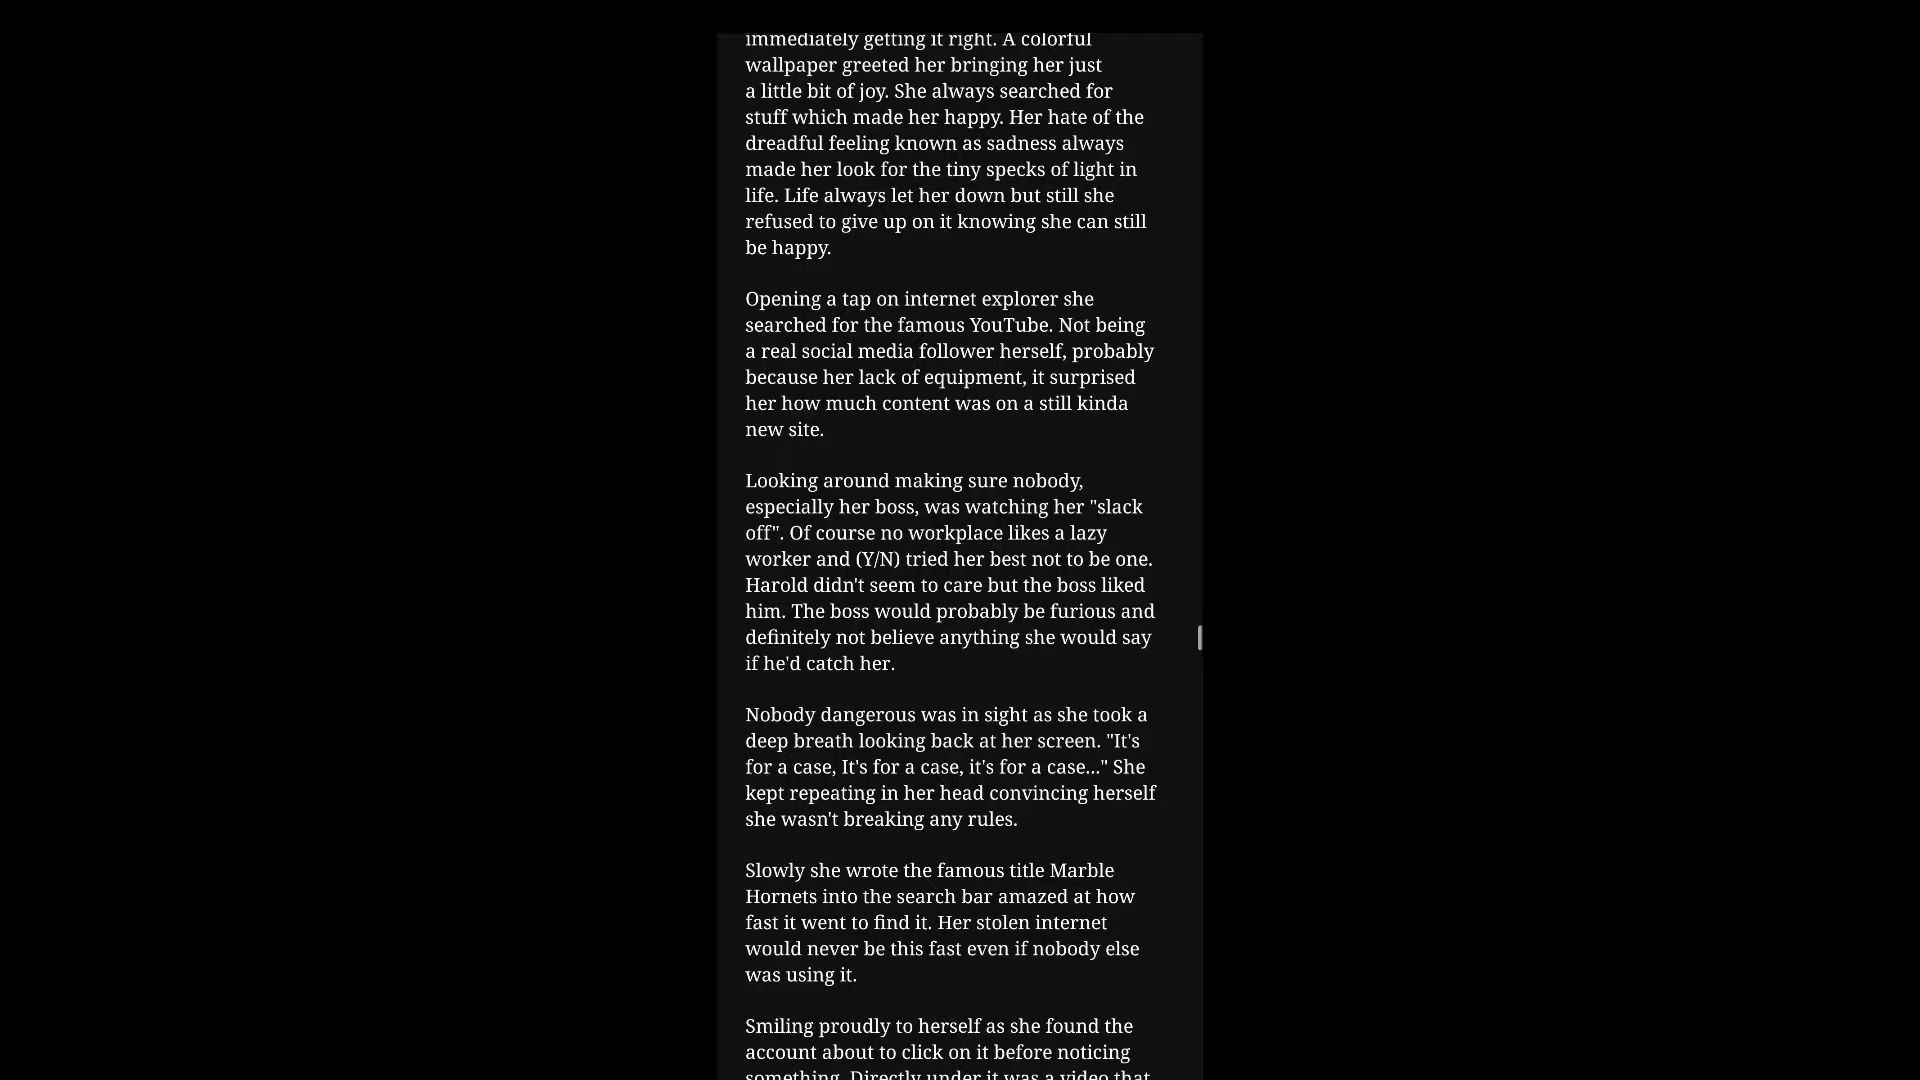 immediately getting it right. A colorful
wallpaper greeted her bringing her just
a little bit of joy. She always searched for
stuff which made her happy. Her hate of the
dreadful feeling known as sadness always
made her look for the tiny specks of light in
life. Life always let her down but still she
refused to give up on it knowing she can still
be happy.
Opening a tap on internet explorer she
searched for the famous YouTube. Not being
a real social media follower herself, probably
because her lack of equipment, it surprised
her how much content was on a still kinda
new site.
Looking around making sure nobody,
especially her boss, was watching her "slack
off". Of course no workplace likes a lazy
worker and (Y/N) tried her best not to be one.
Harold didn't seem to care but the boss liked
him. The boss would probably be furious and
definitely not believe anything she would say
if he'd catch her.
Nobody dangerous was in sight as she took a
deep breath looking back at her screen. "It's
for a case, It's for a case, it's for a case..." She
kept repeating in her head convincing herself
she wasn't breaking any rules.
Slowly she wrote the famous title Marble
Hornets into the search bar amazed at how
fast it went to find it. Her stolen internet
would never be this fast even if nobody else
was using it.
Smiling proudly to herself as she found the
account about to click on it before noticing
something. Directly under it was a video that